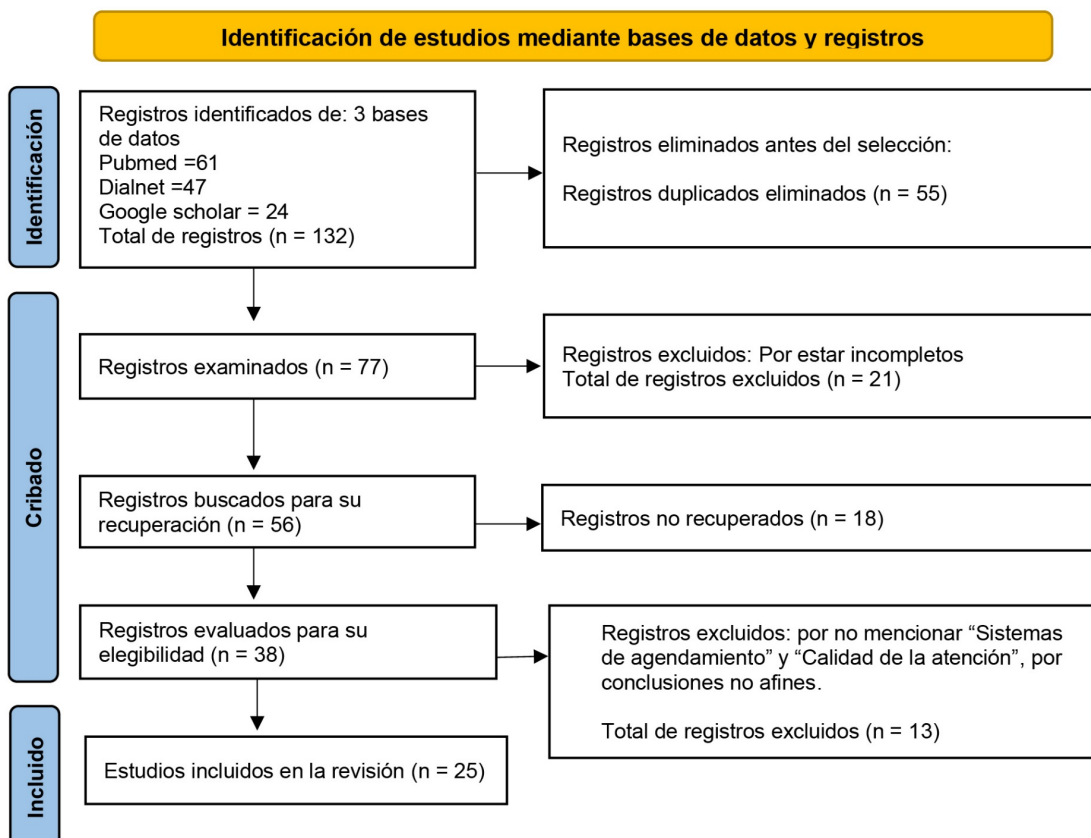 Identificación de estudios mediante bases de datos y registros
Identificación
Registros identificados de: 3 bases
de datos
Pubmed =61
Dialnet =47
Google scholar = 24
Total de registros (n = 132)
Registros eliminados antes del selección:
Registros duplicados eliminados (n = 55)
Cribado
Registros examinados (n = 77)
Registros excluidos: Por estar incompletos
Total de registros excluidos (n = 21)
Registros buscados para su
recuperación (n = 56)
Registros no recuperados (n = 18)
Registros evaluados para su
elegibilidad (n = 38)
Registros excluidos: por no mencionar “Sistemas
de agendamiento” y “Calidad de la atención”, por
conclusiones no afines.
Total de registros excluidos (n = 13)
Incluido
Estudios incluidos en la revisión (n = 25)